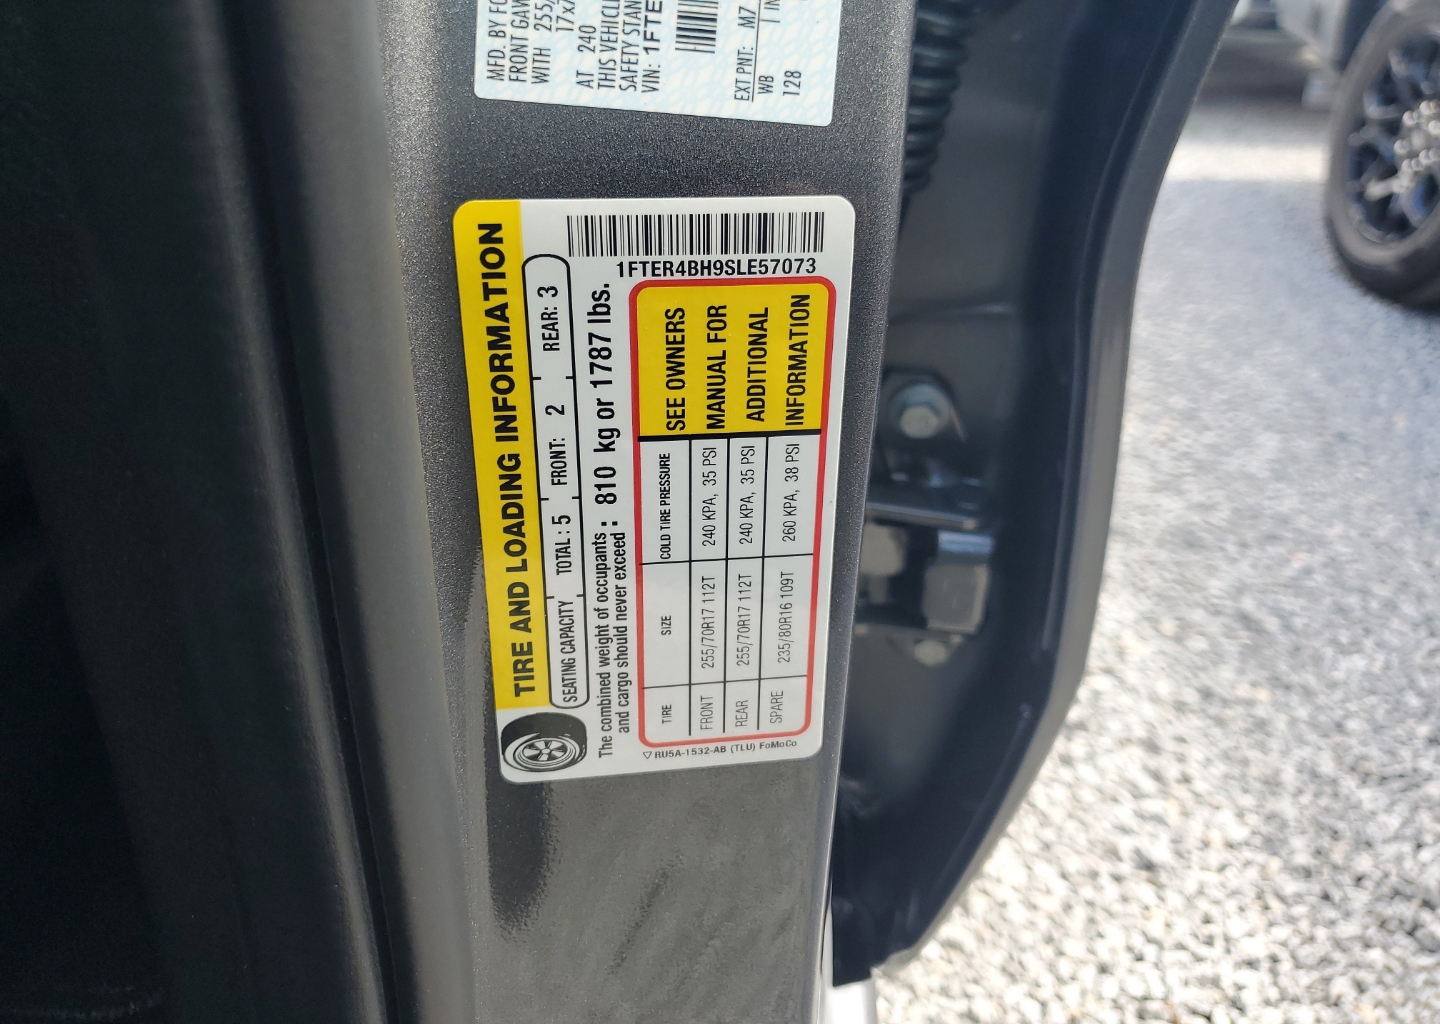 MFD. BY FO
FRONT GAW
WITH 255/
17x
AT 240
THIS VEHICL
SAFETY STAN
VIN: 1FTE
EXT PNT: M7
WB
128
TIRE AND LOADING INFORMATION
SEATING CAPACITY TOTAL : 5 FRONT: 2 REAR: 3
The combined weight of occupants
and cargo should never exceed : 810 kg or 1787 lbs.
1FTER4BH9SLE57073
TIRE SIZE COLD TIRE PRESSURE
FRONT 255/70R17 112T 240 KPA, 35 PSI
REAR 255/70R17 112T 240 KPA, 35 PSI
SPARE 235/80R16 109T 260 KPA, 38 PSI
SEE OWNERS
MANUAL FOR
ADDITIONAL
INFORMATION
RU5A-1532-AB (TLU) FoMoCo